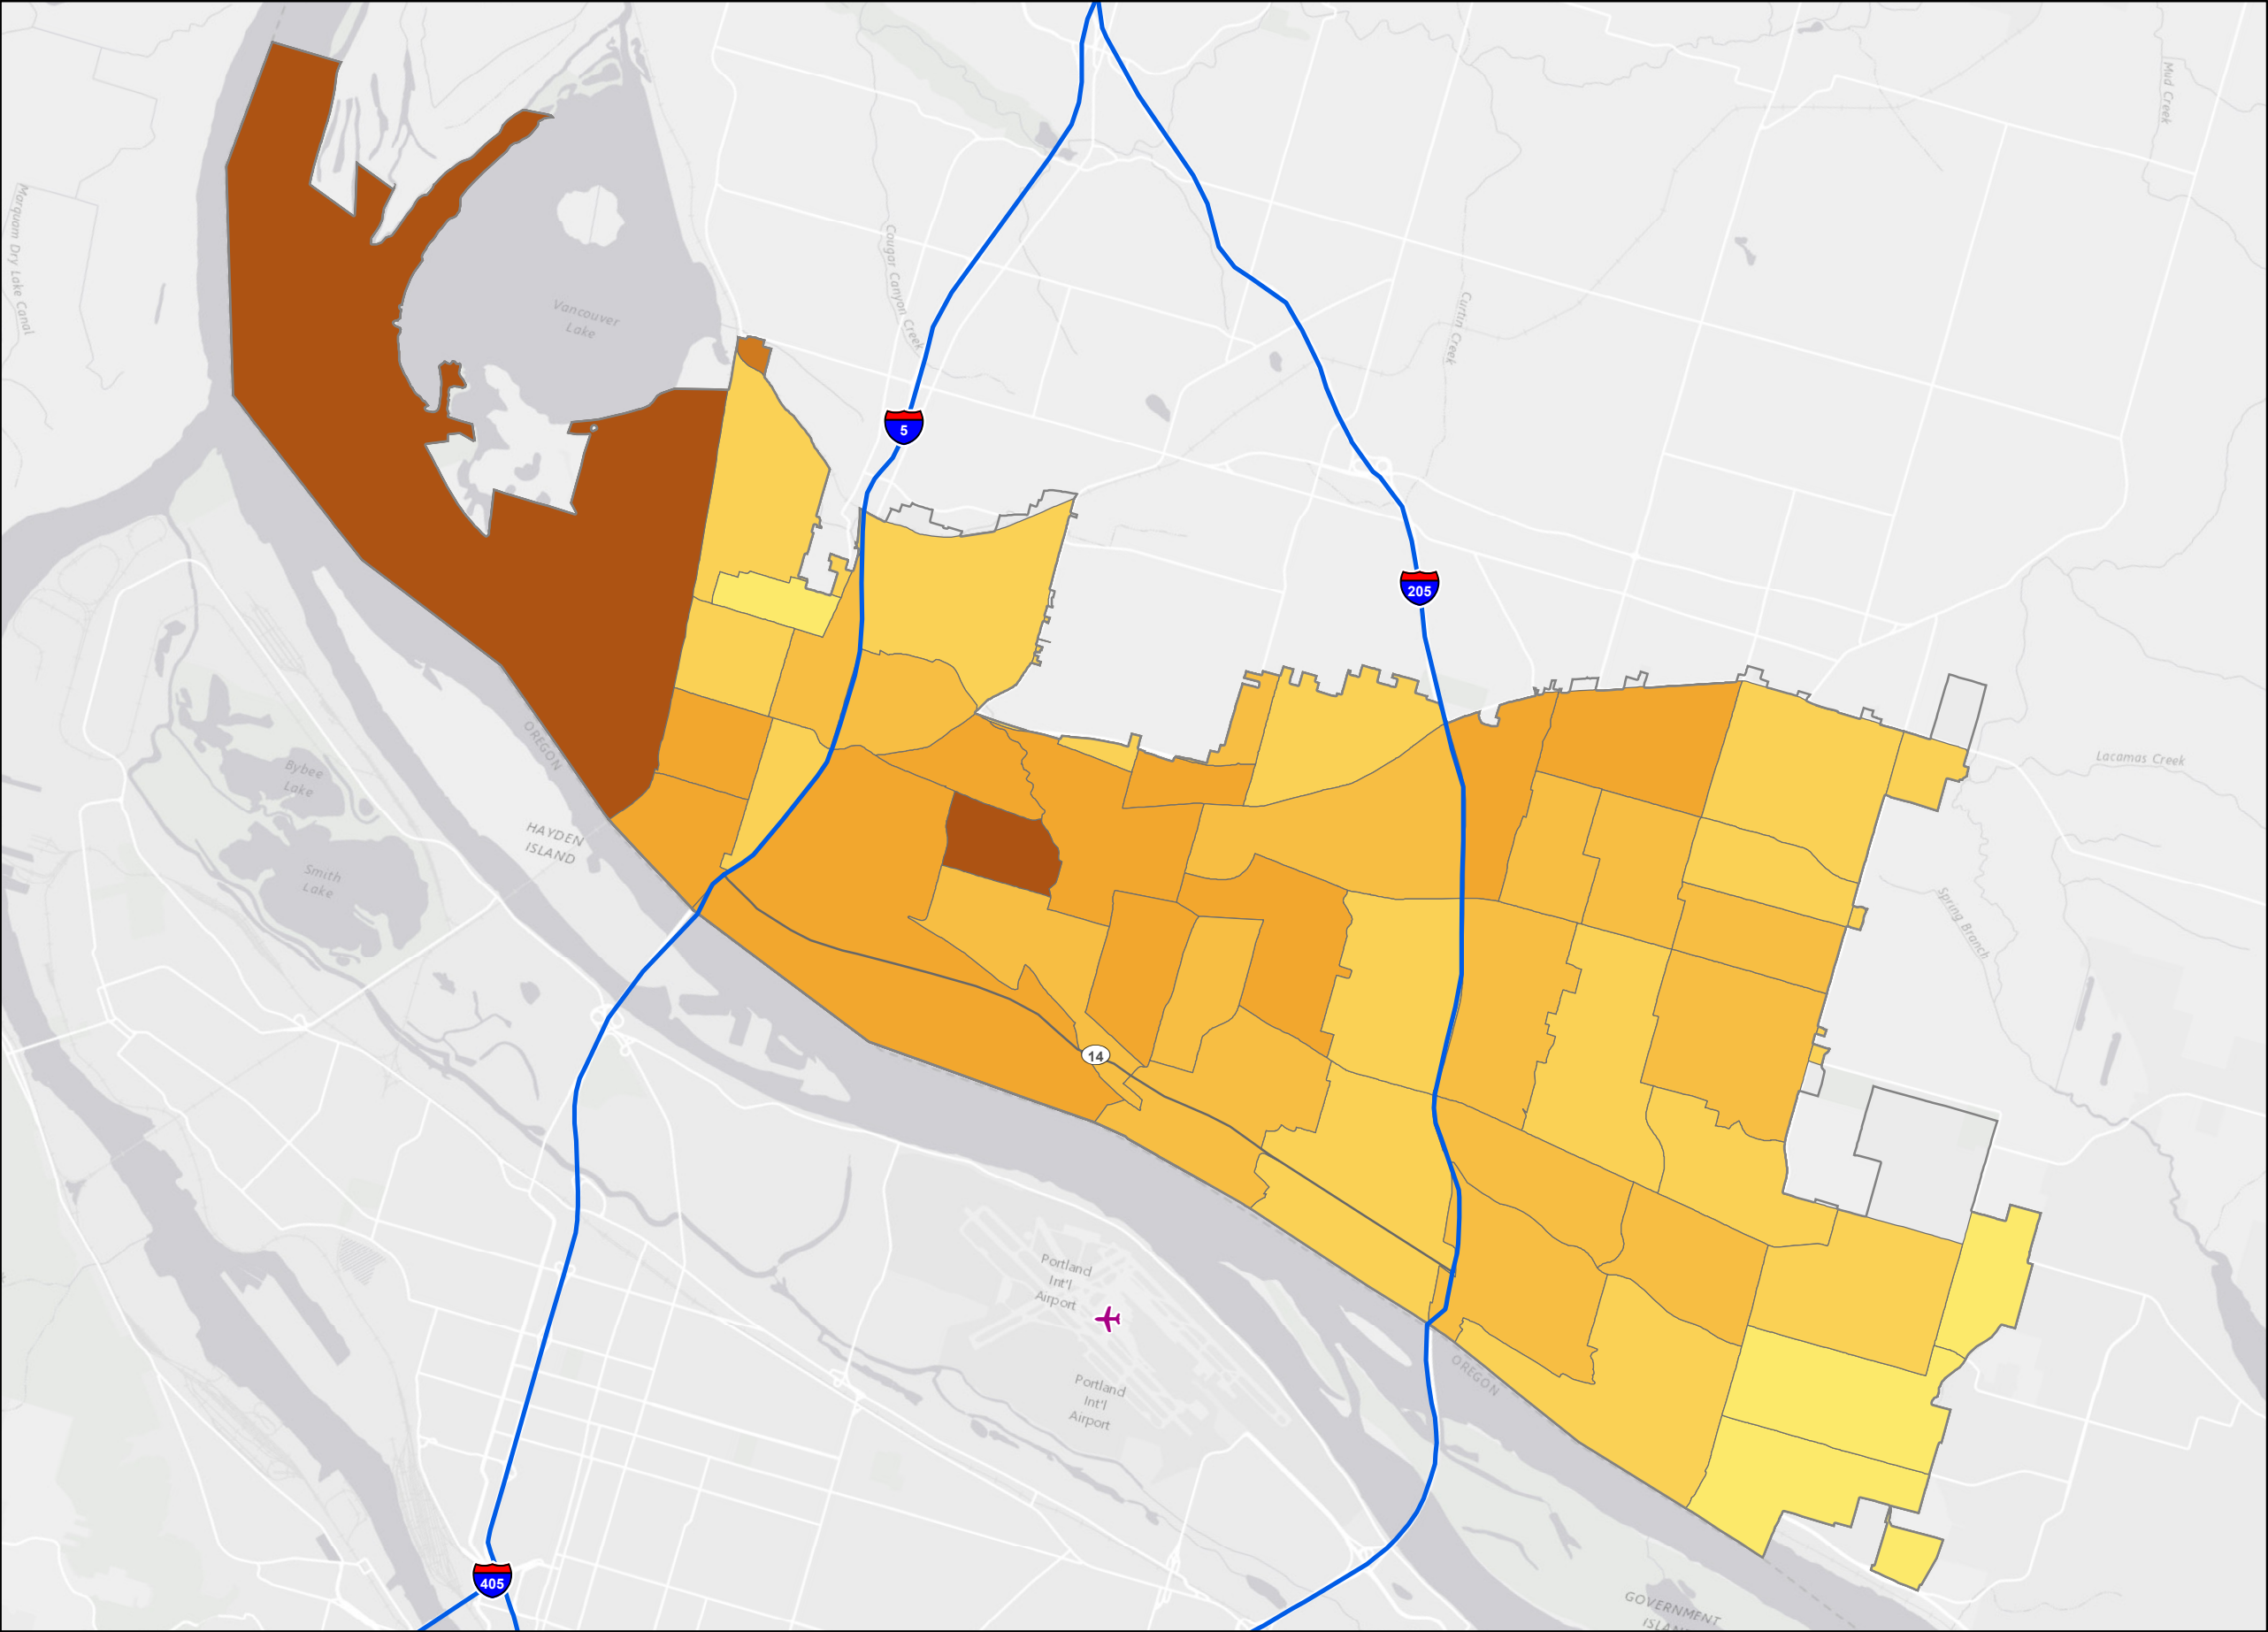 Mud Creek
Marquam Dry Lake Canal
Cougar Canyon Creek
Vancouver
Lake
Curtin Creek
5
205
OREGON
Bybee
Lake
HAYDEN
ISLAND
Smith
Lake
Lacamas Creek
Spring Branch
14
Portland
Int'l
Airport
Portland
Int'l
Airport
OREGON
405
GOVERNMENT